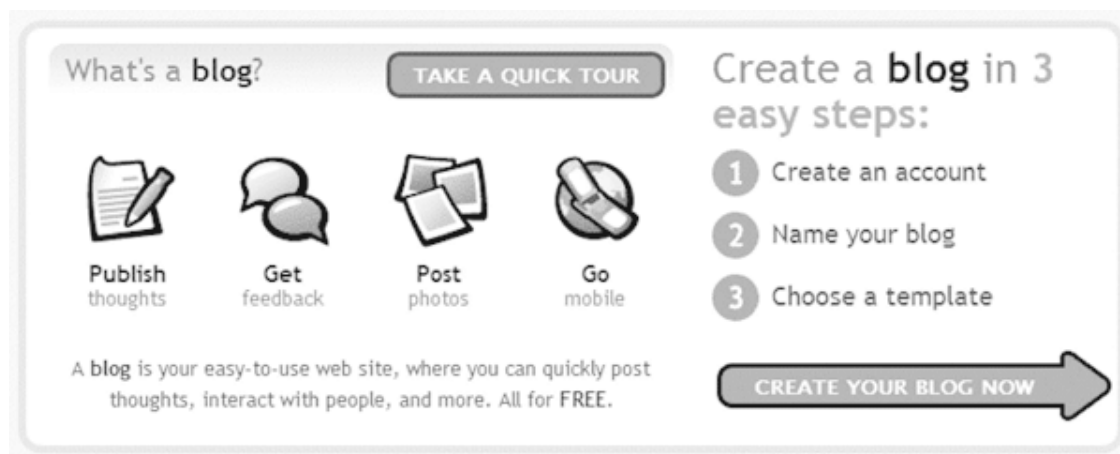 What's a blog?
TAKE A QUICK TOUR
Publish
thoughts
Get
feedback
Post
photos
Go
mobile
A blog is your easy-to-use web site, where you can quickly post
thoughts, interact with people, and more. All for FREE.
Create a blog in 3
easy steps:
1 Create an account
2 Name your blog
3 Choose a template
CREATE YOUR BLOG NOW